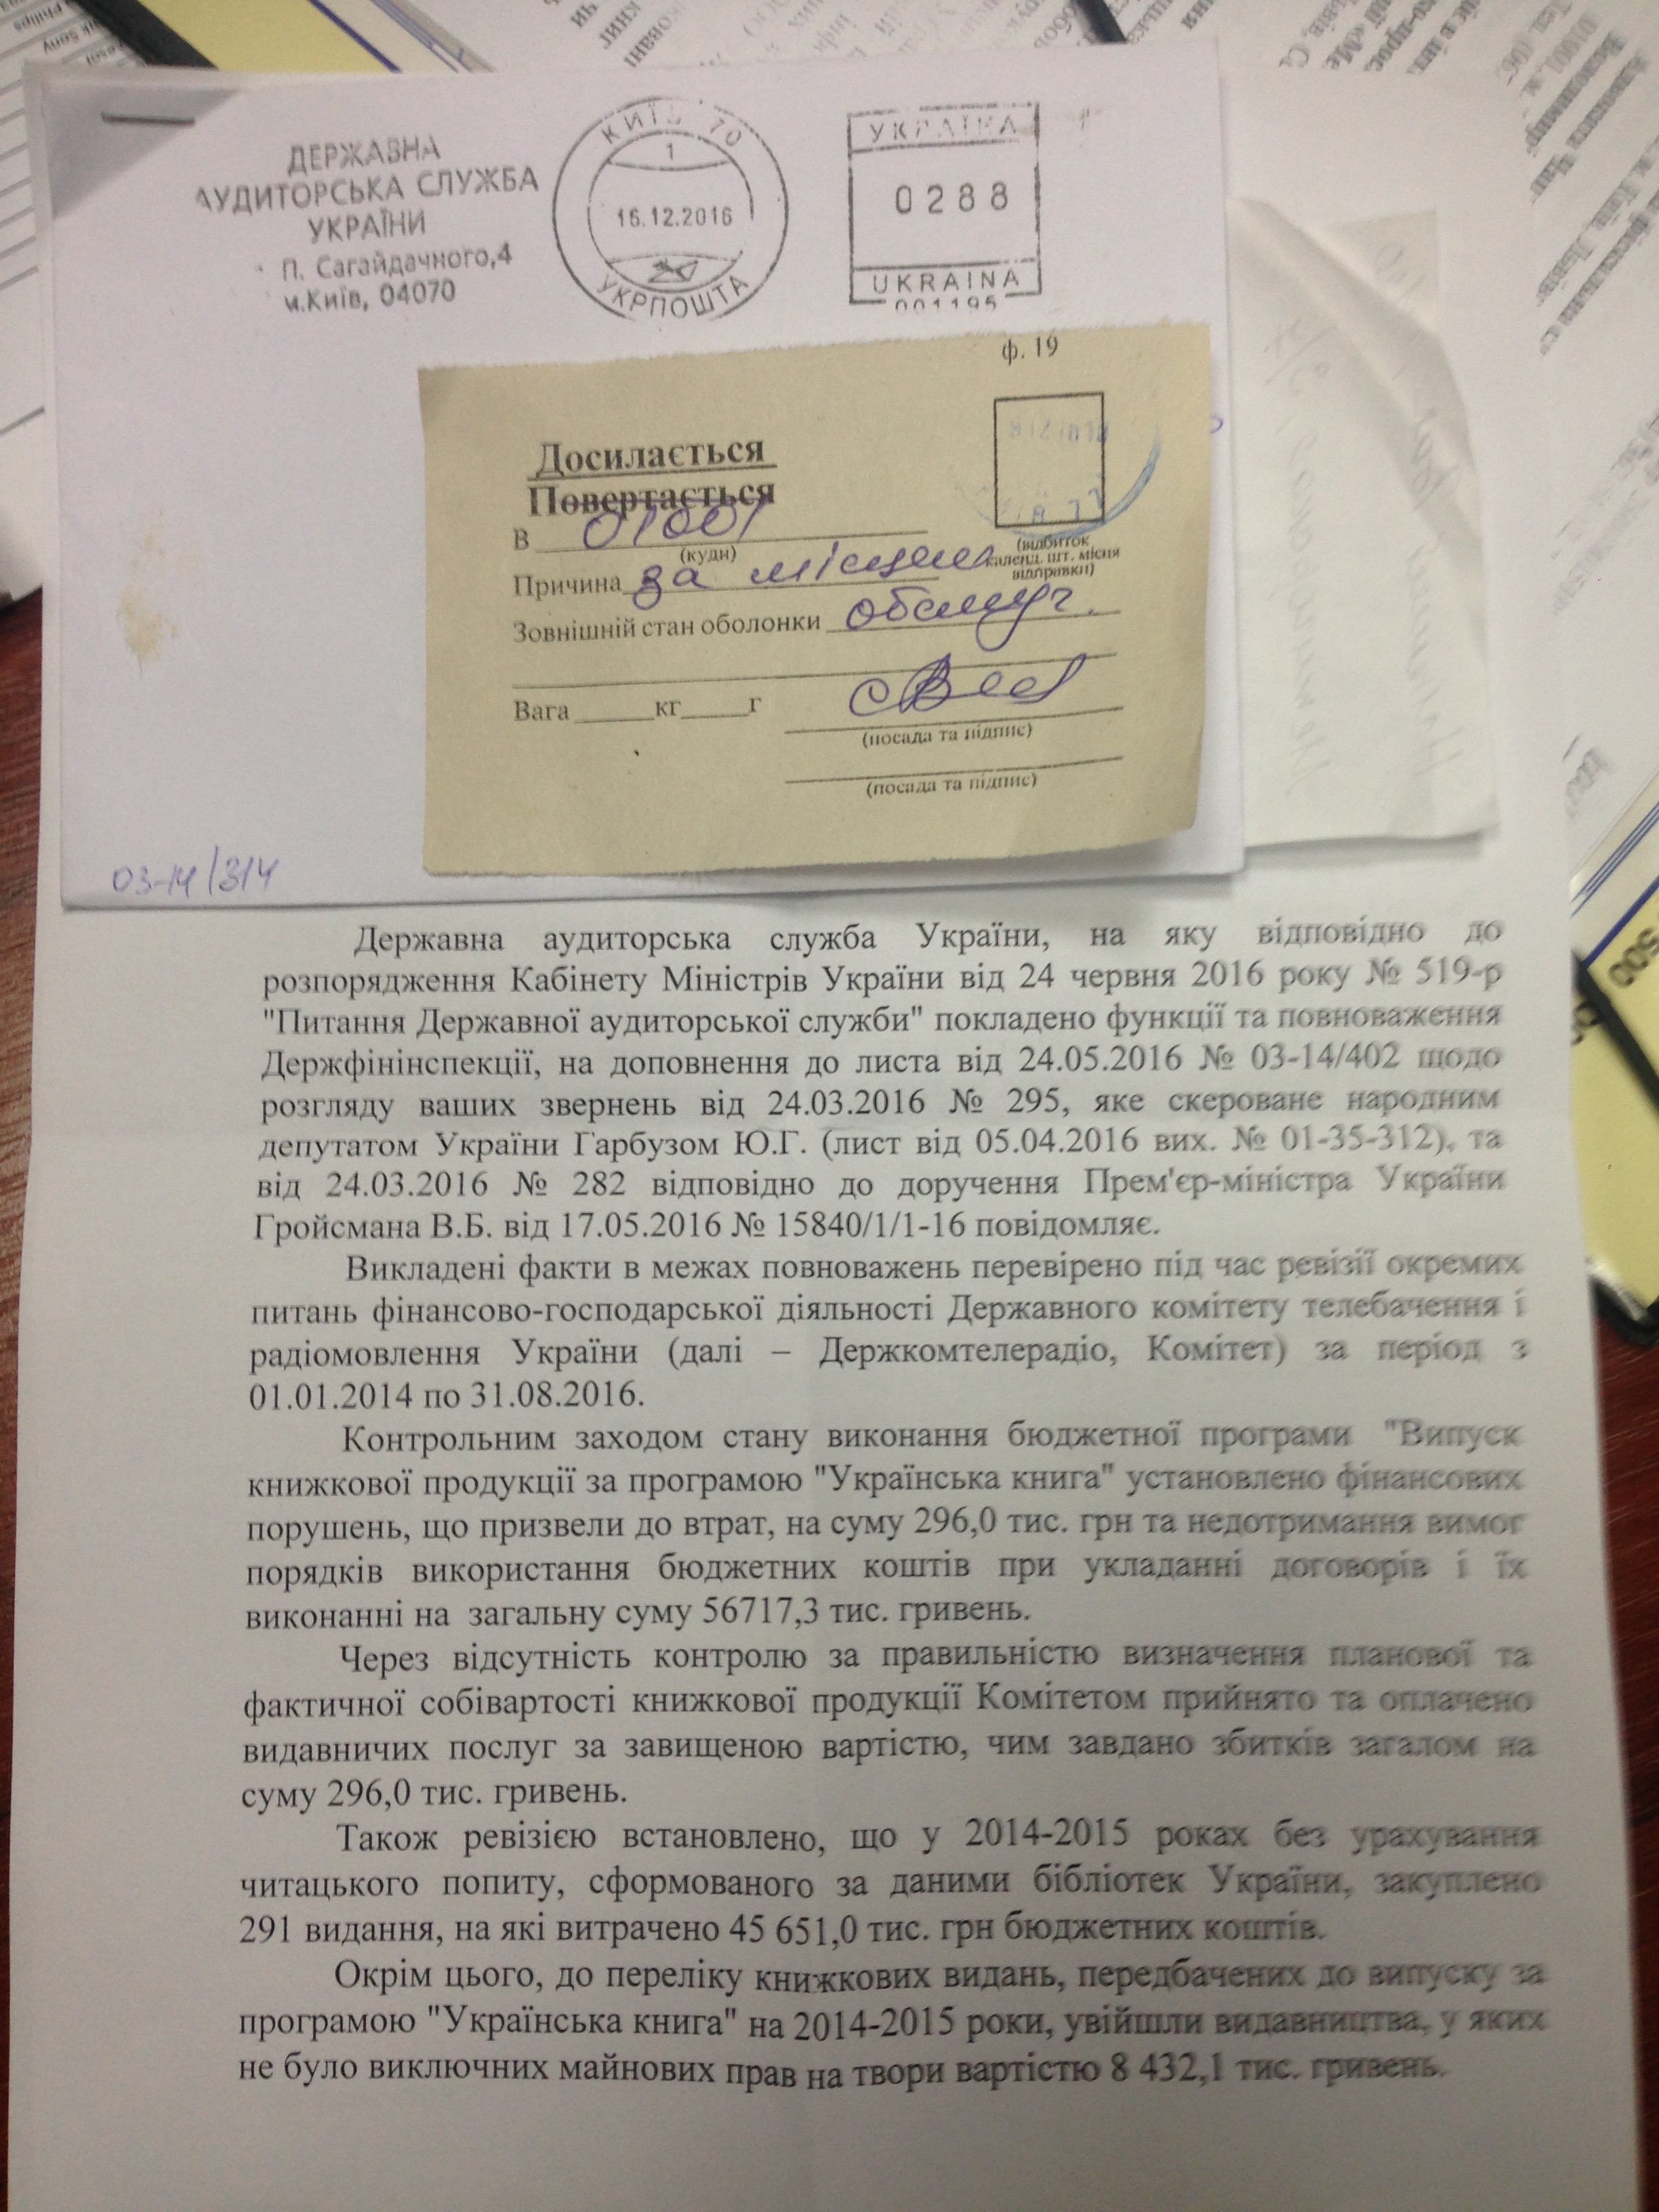 ДЕРЖАВНА
АУДИТОРСЬКА СЛУЖБА
УКРАЇНИ
П. Сагайдачного,4
м.Київ, 04070
КИЇВ 70
1
16.12.2016
УКРПОШТА
УКРАЇНА
0288
UKRAINA
001195
ф. 19
Досилається
Повертається
В 01001
(куди)
Причина за місцем
(відбиток
календ. шт. місця
відправки)
Зовнішній стан оболонки обслуг.
Вага кг г
(посада та підпис)
(посада та підпис)
03-14/314
Державна аудиторська служба України, на яку відповідно до
розпорядження Кабінету Міністрів України від 24 червня 2016 року № 519-р
"Питання Державної аудиторської служби" покладено функції та повноваження
Держфінінспекції, на доповнення до листа від 24.05.2016 № 03-14/402 щодо
розгляду ваших звернень від 24.03.2016 № 295, яке скероване народним
депутатом України Гарбузом Ю.Г. (лист від 05.04.2016 вих. № 01-35-312), та
від 24.03.2016 № 282 відповідно до доручення Прем'єр-міністра України
Гройсмана В.Б. від 17.05.2016 № 15840/1/1-16 повідомляє.
Викладені факти в межах повноважень перевірено під час ревізії окремих
питань фінансово-господарської діяльності Державного комітету телебачення і
радіомовлення України (далі – Держкомтелерадіо, Комітет) за період з
01.01.2014 по 31.08.2016.
Контрольним заходом стану виконання бюджетної програми "Випуск
книжкової продукції за програмою "Українська книга" установлено фінансових
порушень, що призвели до втрат, на суму 296,0 тис. грн та недотримання вимог
порядків використання бюджетних коштів при укладанні договорів і їх
виконанні на загальну суму 56717,3 тис. гривень.
Через відсутність контролю за правильністю визначення планової та
фактичної собівартості книжкової продукції Комітетом прийнято та оплачено
видавничих послуг за завищеною вартістю, чим завдано збитків загалом на
суму 296,0 тис. гривень.
Також ревізією встановлено, що у 2014-2015 роках без урахування
читацького попиту, сформованого за даними бібліотек України, закуплено
291 видання, на які витрачено 45 651,0 тис. грн бюджетних коштів.
Окрім цього, до переліку книжкових видань, передбачених до випуску за
програмою "Українська книга" на 2014-2015 роки, увійшли видавництва, у яких
не було виключних майнових прав на твори вартістю 8 432,1 тис. гривень.